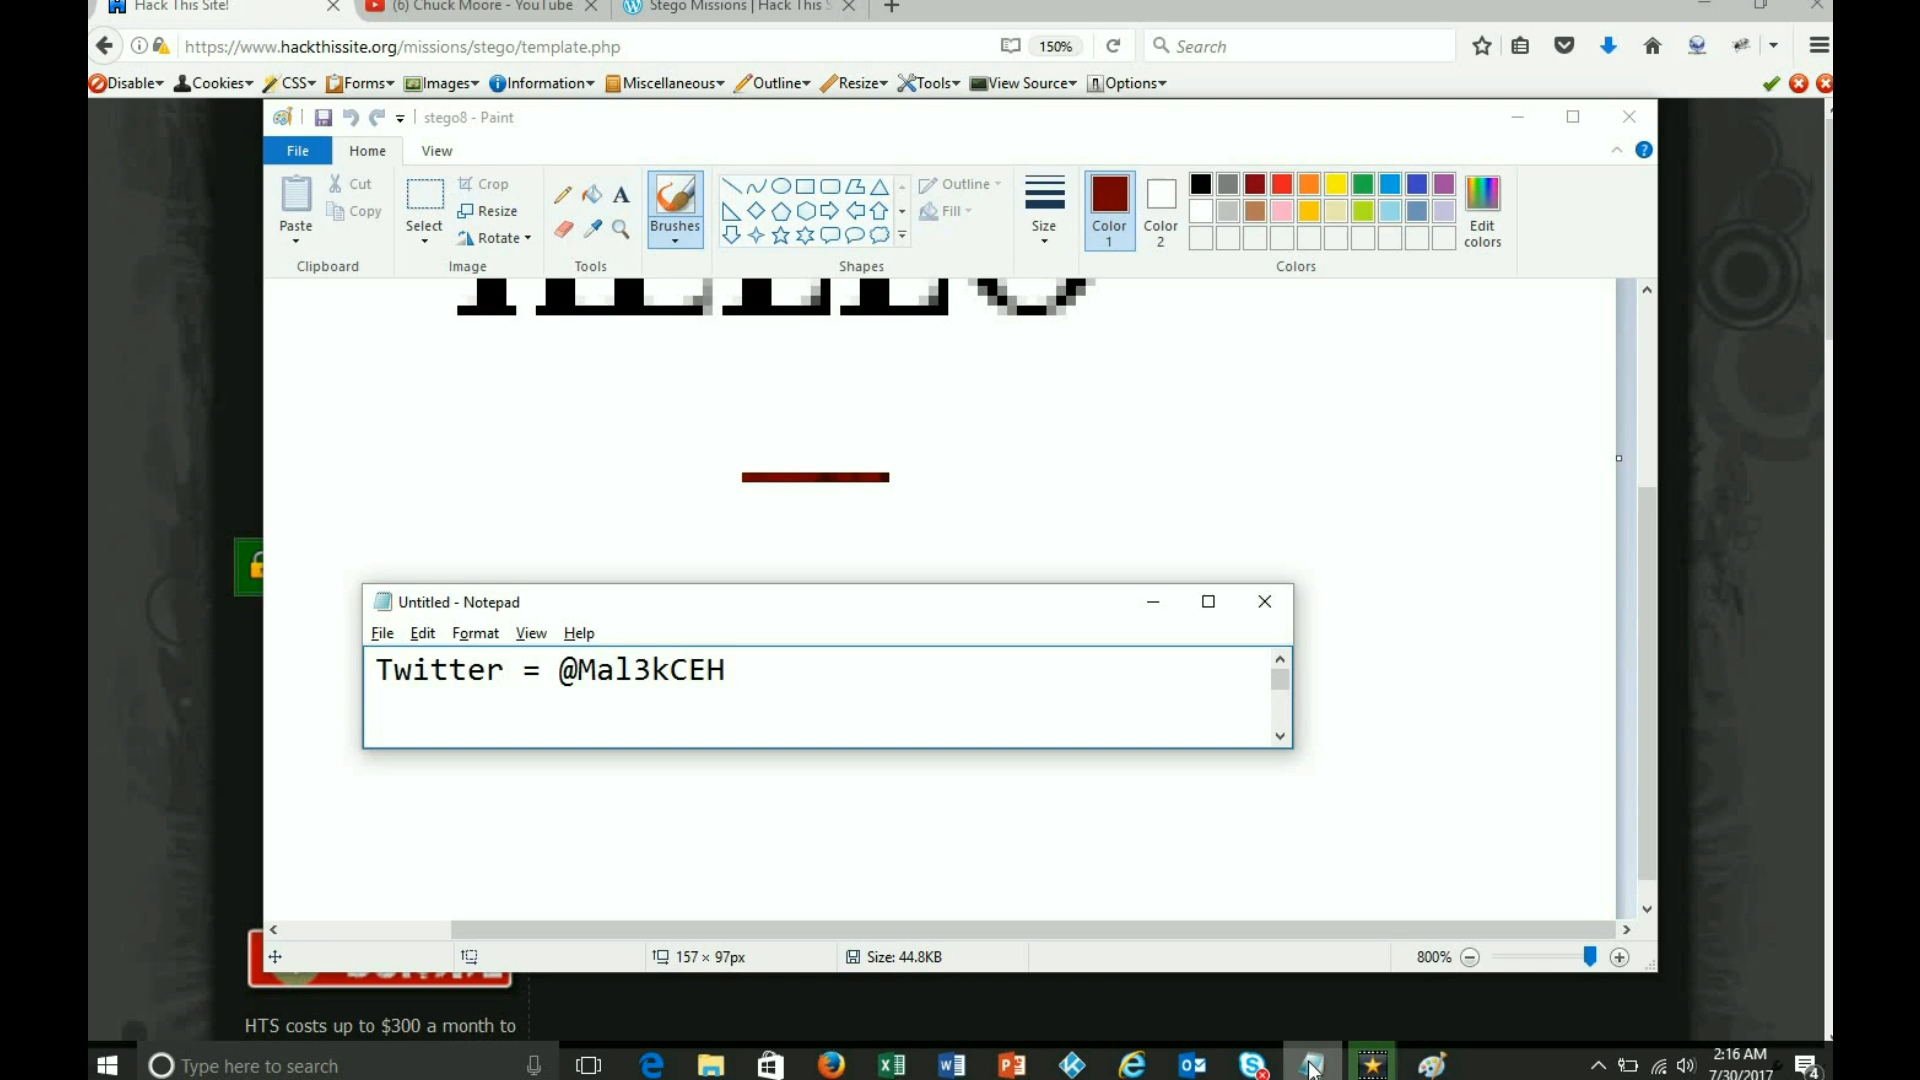 Hack This Site!
(6) Chuck Moore - YouTube
Stego Missions | Hack This S
https://www.hackthissite.org/missions/stego/template.php
150%
Search
Disable Cookies CSS Forms Images Information Miscellaneous Outline Resize Tools View Source Options
stego8 - Paint
File Home View
Paste
Cut
Copy
Clipboard
Select
Crop
Resize
Rotate
Image
Tools
Brushes
Outline
Fill
Shapes
Size
Color 1
Color 2
Edit colors
Colors
Untitled - Notepad
File Edit Format View Help
Twitter = @Mal3kCEH
157 × 97px
Size: 44.8KB
800%
HTS costs up to $300 a month to
Type here to search
2:16 AM
7/30/2017
4